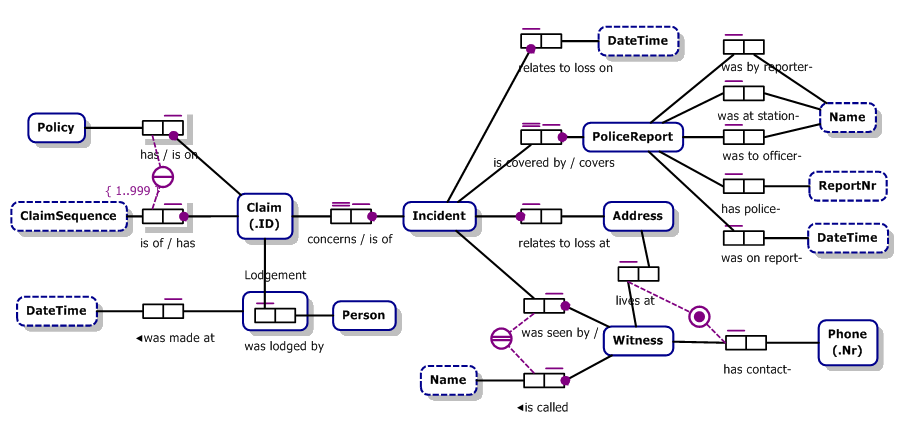 DateTime
relates to loss on
was by reporter-
was at station-
Name
Policy
has / is on
PoliceReport
is covered by / covers
was to officer-
{ 1..999 }
ReportNr
has police-
ClaimSequence
is of / has
Claim
(.ID)
concerns / is of
Incident
relates to loss at
Address
DateTime
was on report-
Lodgement
lives at
DateTime
◄was made at
was lodged by
Person
was seen by /
Witness
has contact-
Phone
(.Nr)
Name
◄is called